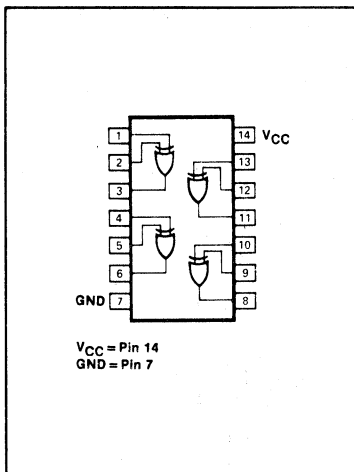 1 14 VCC
2 13
3 12
4 11
5 10
6 9
GND 7 8
VCC = Pin 14
GND = Pin 7